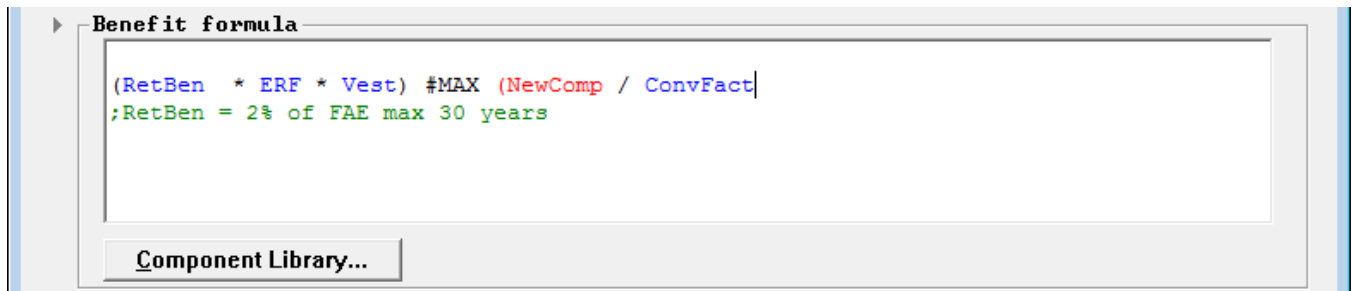 Benefit formula
(RetBen  * ERF * Vest) #MAX (NewComp / ConvFact
;RetBen = 2% of FAE max 30 years
Component Library...